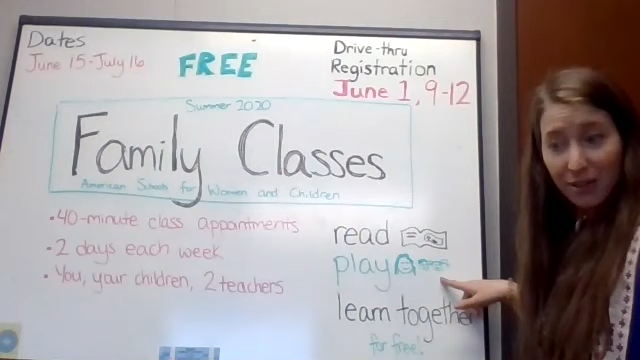 Dates
June 15-July 16
FREE
Drive-thru
Registration
June 1, 9-12
Summer 2020
Family Classes
American Schools for Women and Children
• 40-minute class appointments
• 2 days each week
• You, your children, 2 teachers
read
play
learn together
for free!